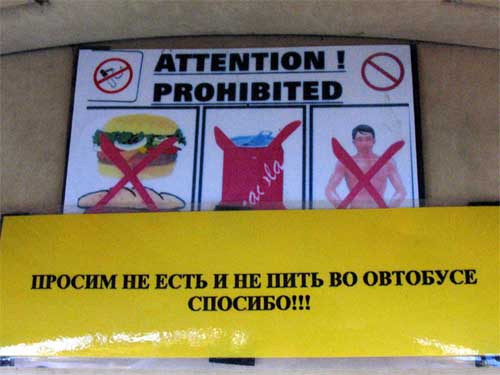 ATTENTION !
PROHIBITED
ПРОСИМ НЕ ЕСТЬ И НЕ ПИТЬ ВО ОВТОБУСЕ
СПОСИБО!!!